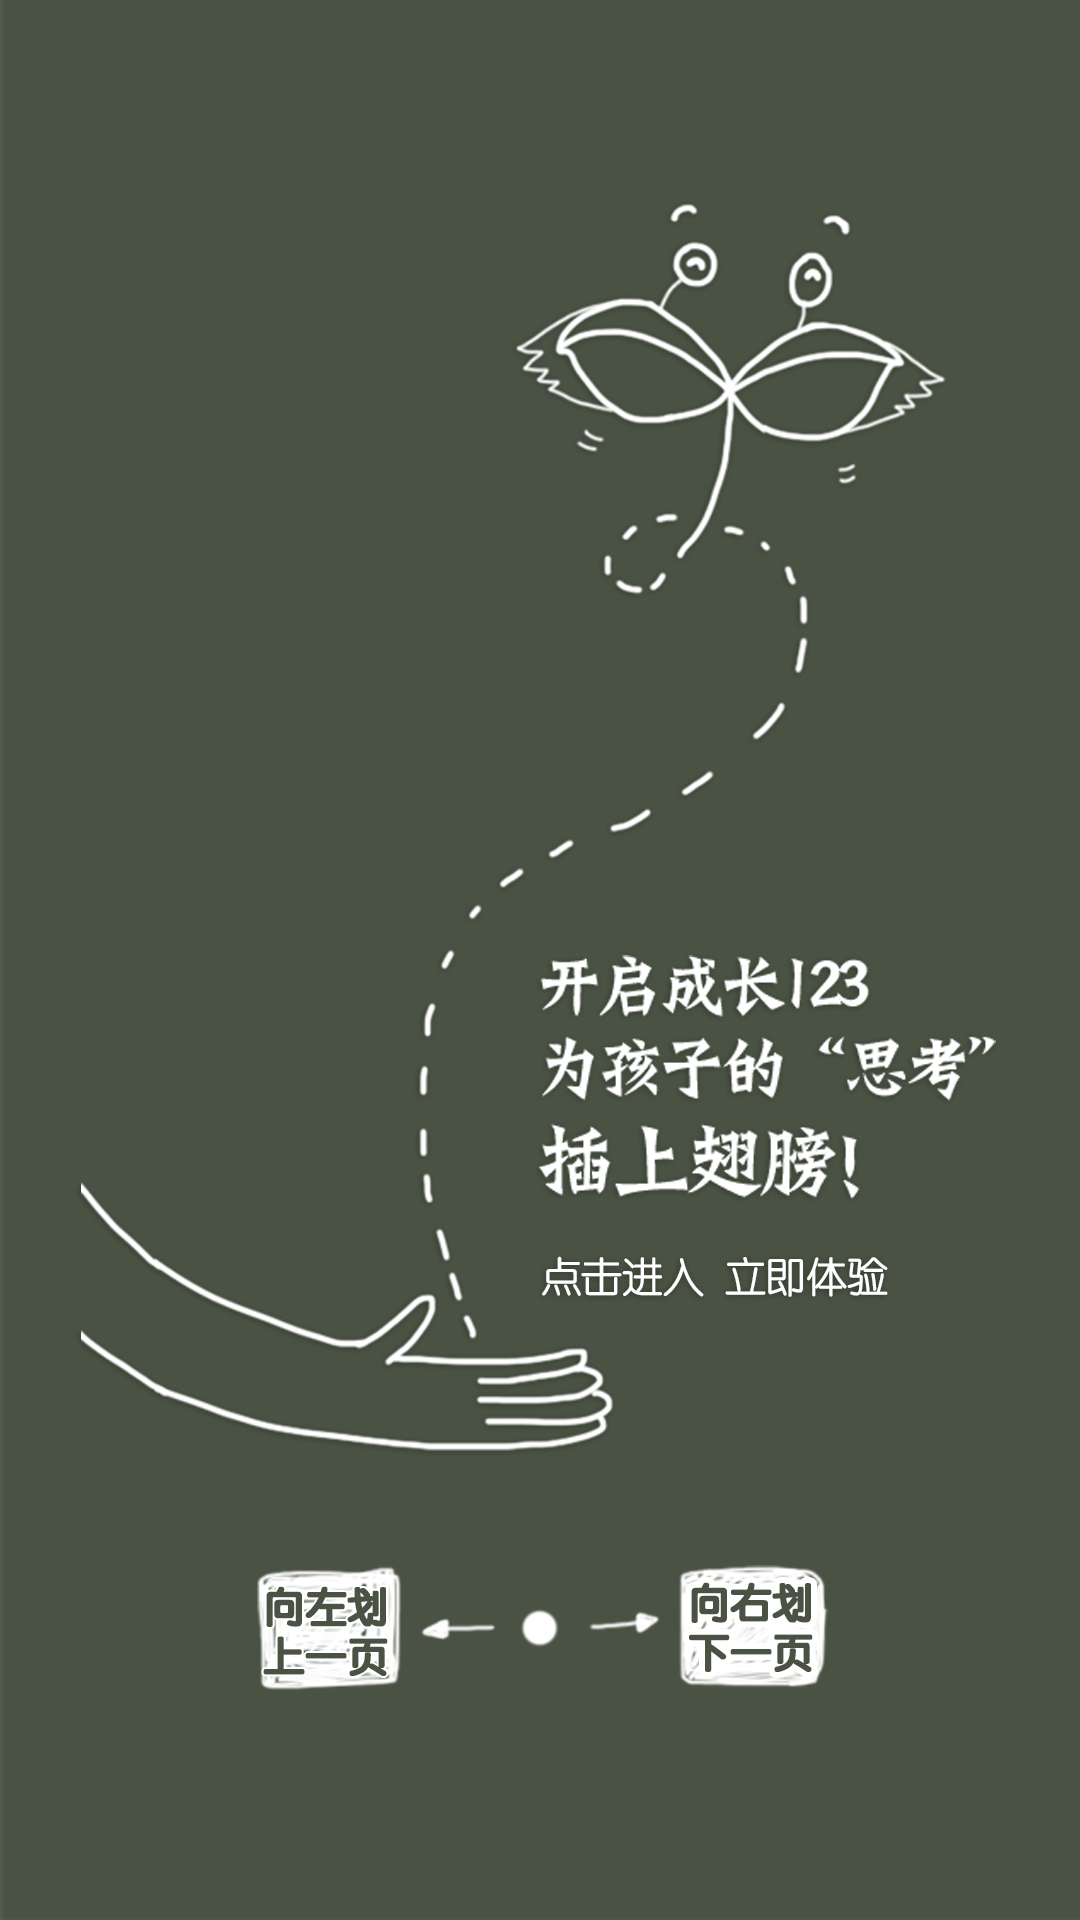 开启成长123
为孩子的“思考”
插上翅膀！
点击进入 立即体验
向左划
上一页
向右划
下一页